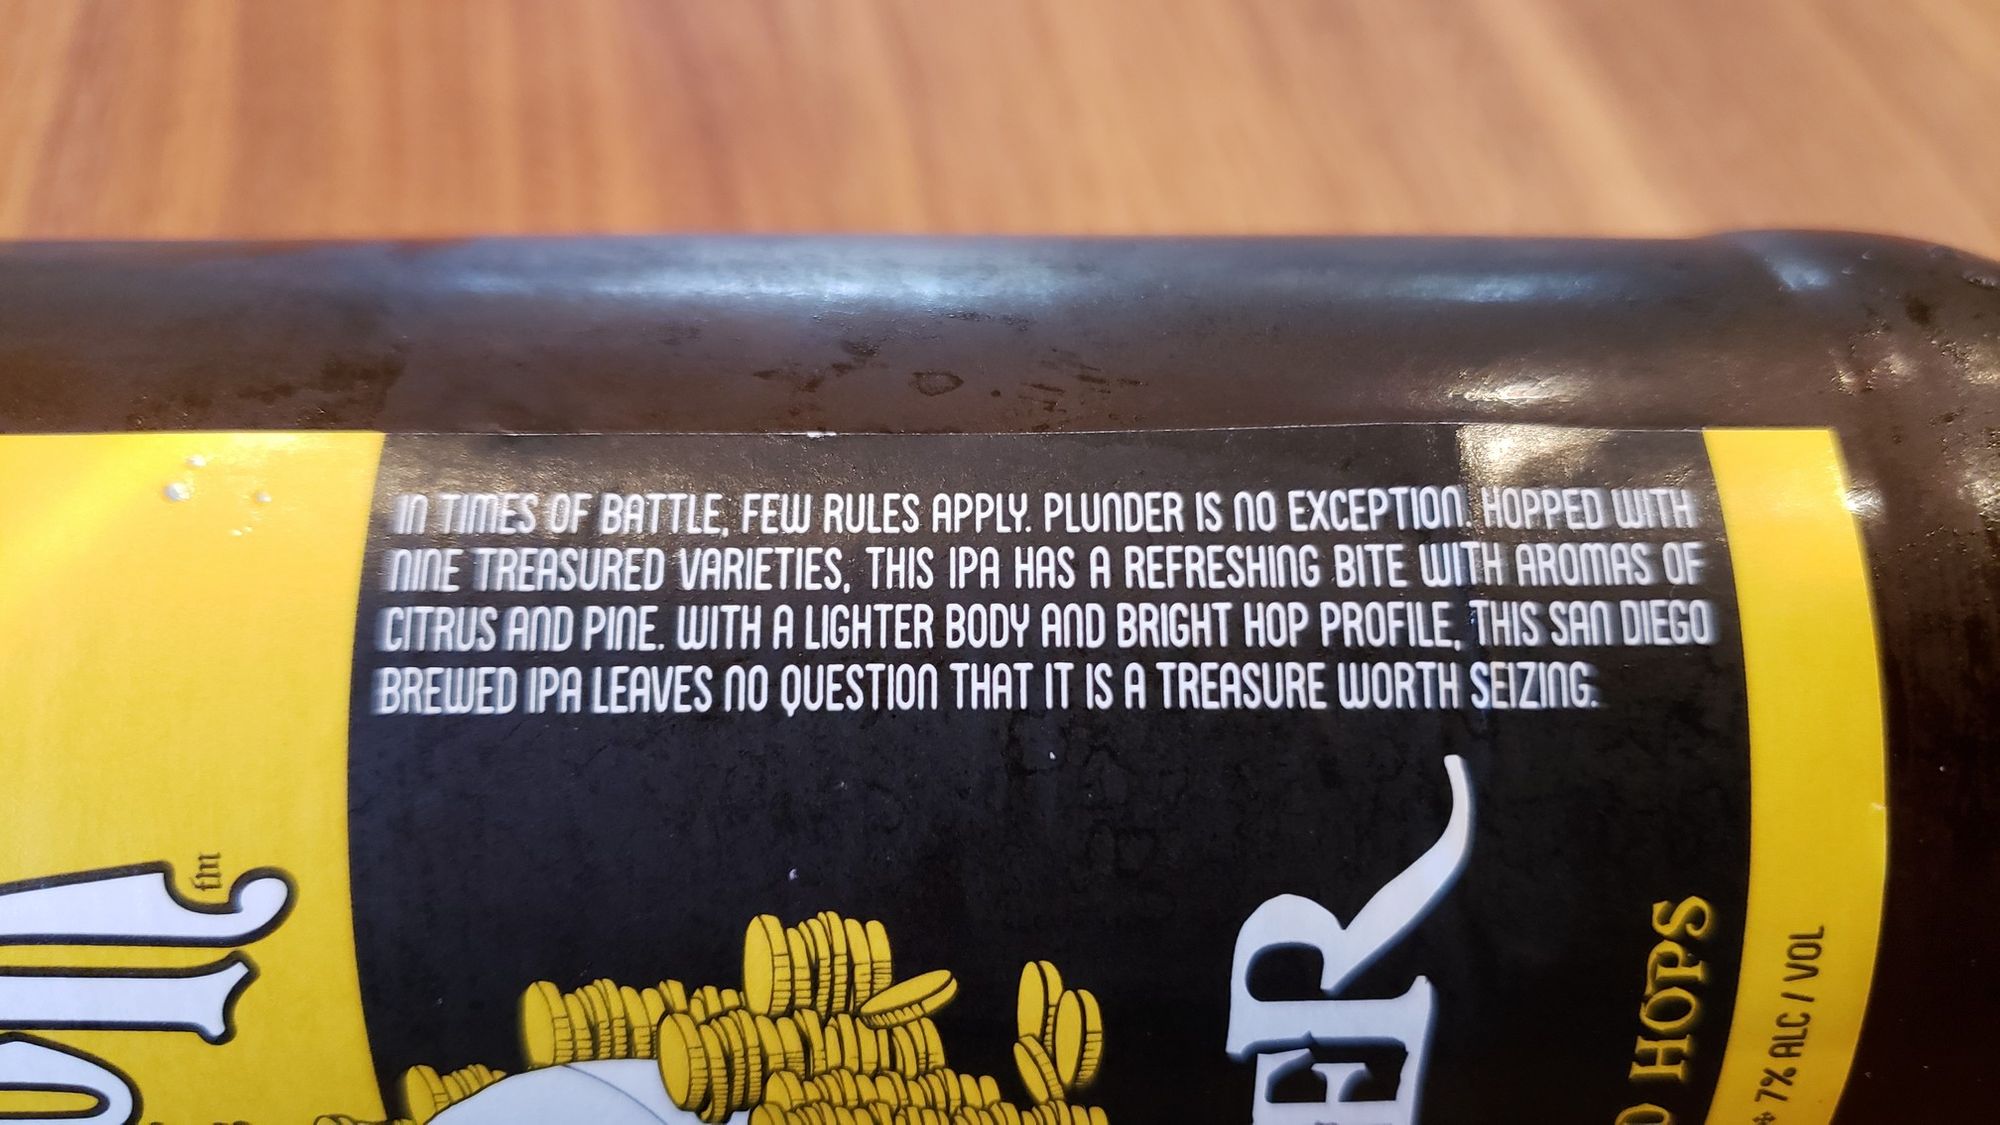 IN TIMES OF BATTLE, FEW RULES APPLY. PLUNDER IS NO EXCEPTION. HOPPED WITH
NINE TREASURED VARIETIES, THIS IPA HAS A REFRESHING BITE WITH AROMAS OF
CITRUS AND PINE. WITH A LIGHTER BODY AND BRIGHT HOP PROFILE, THIS SAN DIEGO
BREWED IPA LEAVES NO QUESTION THAT IT IS A TREASURE WORTH SEIZING.
tm
ER
HOPS
7% ALC / VOL